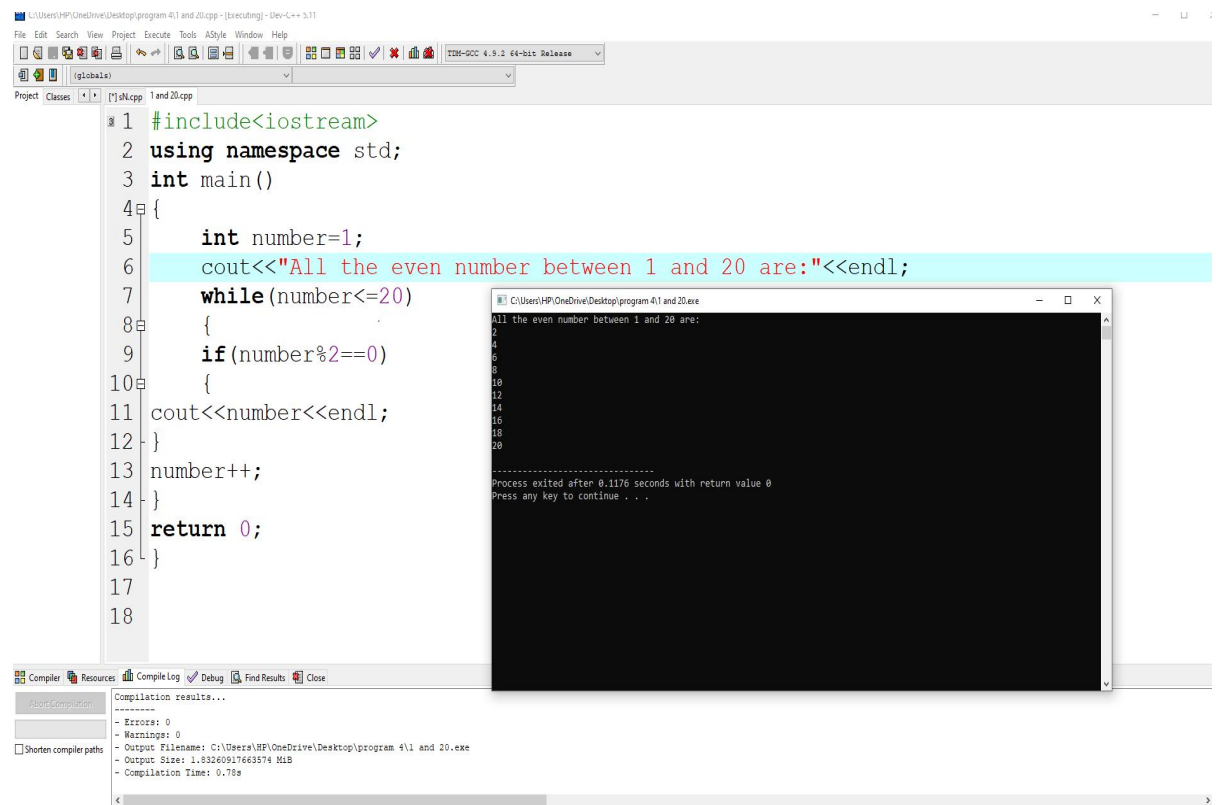 C:\Users\HP\OneDrive\Desktop\program 4\1 and 20.cpp - [Executing] - Dev-C++ 5.11
File Edit Search View Project Execute Tools AStyle Window Help
TDM-GCC 4.9.2 64-bit Release
(globals)
Project Classes [*] sN.cpp 1 and 20.cpp
1 #include<iostream>
2 using namespace std;
3 int main()
4 {
5 int number=1;
6 cout<<"All the even number between 1 and 20 are:"<<endl;
7 while(number<=20)
8 {
9 if(number%2==0)
10 {
11 cout<<number<<endl;
12 }
13 number++;
14 }
15 return 0;
16 }
17
18
C:\Users\HP\OneDrive\Desktop\program 4\1 and 20.exe
All the even number between 1 and 20 are:
2
4
6
8
10
12
14
16
18
20
--------------------------------
Process exited after 0.1176 seconds with return value 0
Press any key to continue . . .
Compiler Resources Compile Log Debug Find Results Close
Abort Compilation
Shorten compiler paths
Compilation results...
--------
- Errors: 0
- Warnings: 0
- Output Filename: C:\Users\HP\OneDrive\Desktop\program 4\1 and 20.exe
- Output Size: 1.83260917663574 MiB
- Compilation Time: 0.78s